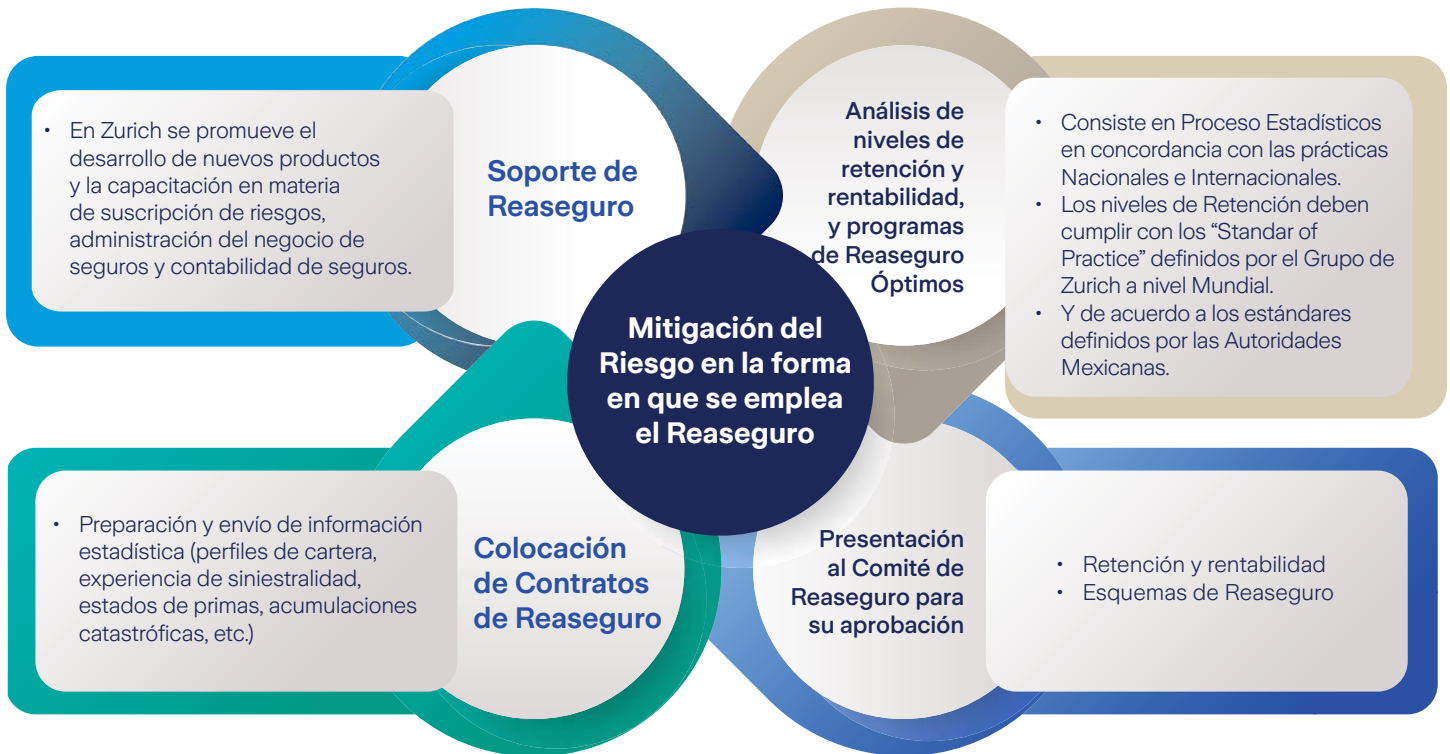 • En Zurich se promueve el
desarrollo de nuevos productos
y la capacitación en materia
de suscripción de riesgos,
administración del negocio de
seguros y contabilidad de seguros.
Soporte de
Reaseguro
Análisis de
niveles de
retención y
rentabilidad,
y programas
de Reaseguro
Óptimos
• Consiste en Proceso Estadísticos
en concordancia con las prácticas
Nacionales e Internacionales.
• Los niveles de Retención deben
cumplir con los “Standar of
Practice” definidos por el Grupo de
Zurich a nivel Mundial.
• Y de acuerdo a los estándares
definidos por las Autoridades
Mexicanas.
Mitigación del
Riesgo en la forma
en que se emplea
el Reaseguro
• Preparación y envío de información
estadística (perfiles de cartera,
experiencia de siniestralidad,
estados de primas, acumulaciones
catastróficas, etc.)
Colocación
de Contratos
de Reaseguro
Presentación
al Comité de
Reaseguro para
su aprobación
• Retención y rentabilidad
• Esquemas de Reaseguro